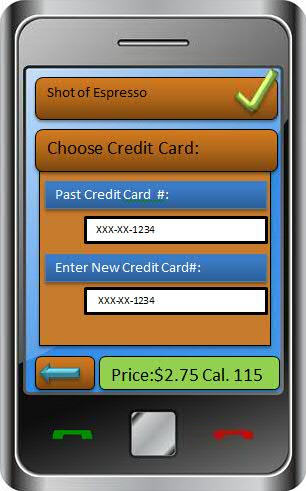 Shot of Espresso
Choose Credit Card:
Past Credit Card #:
XXX-XX-1234
Enter New Credit Card#:
XXX-XX-1234
Price:$2.75 Cal. 115